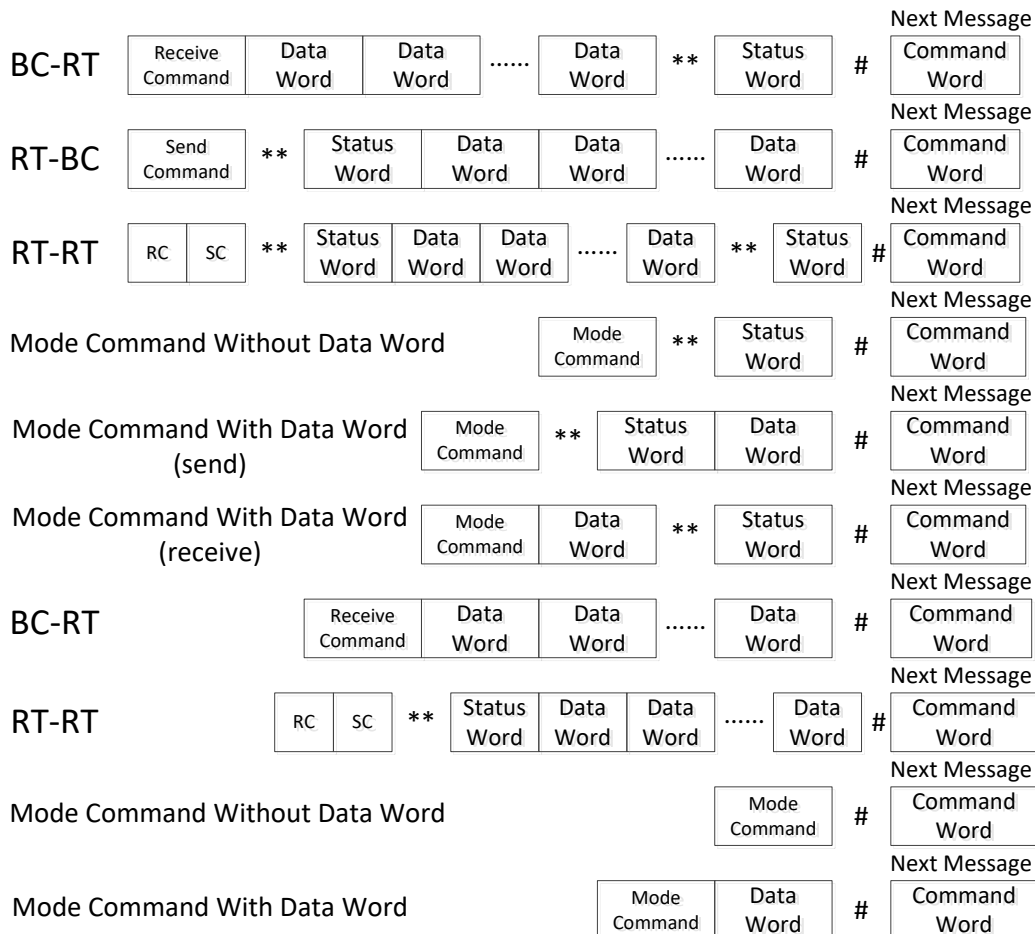 Next Message
BC-RT Receive Command Data Word Data Word ...... Data Word ** Status Word # Command Word
Next Message
RT-BC Send Command ** Status Word Data Word Data Word ...... Data Word # Command Word
Next Message
RT-RT RC SC ** Status Word Data Word Data Word ...... Data Word ** Status Word # Command Word
Next Message
Mode Command Without Data Word Mode Command ** Status Word # Command Word
Next Message
Mode Command With Data Word (send) Mode Command ** Status Word Data Word # Command Word
Next Message
Mode Command With Data Word (receive) Mode Command Data Word ** Status Word # Command Word
Next Message
BC-RT Receive Command Data Word Data Word ...... Data Word # Command Word
Next Message
RT-RT RC SC ** Status Word Data Word Data Word ...... Data Word # Command Word
Next Message
Mode Command Without Data Word Mode Command # Command Word
Next Message
Mode Command With Data Word Mode Command Data Word # Command Word